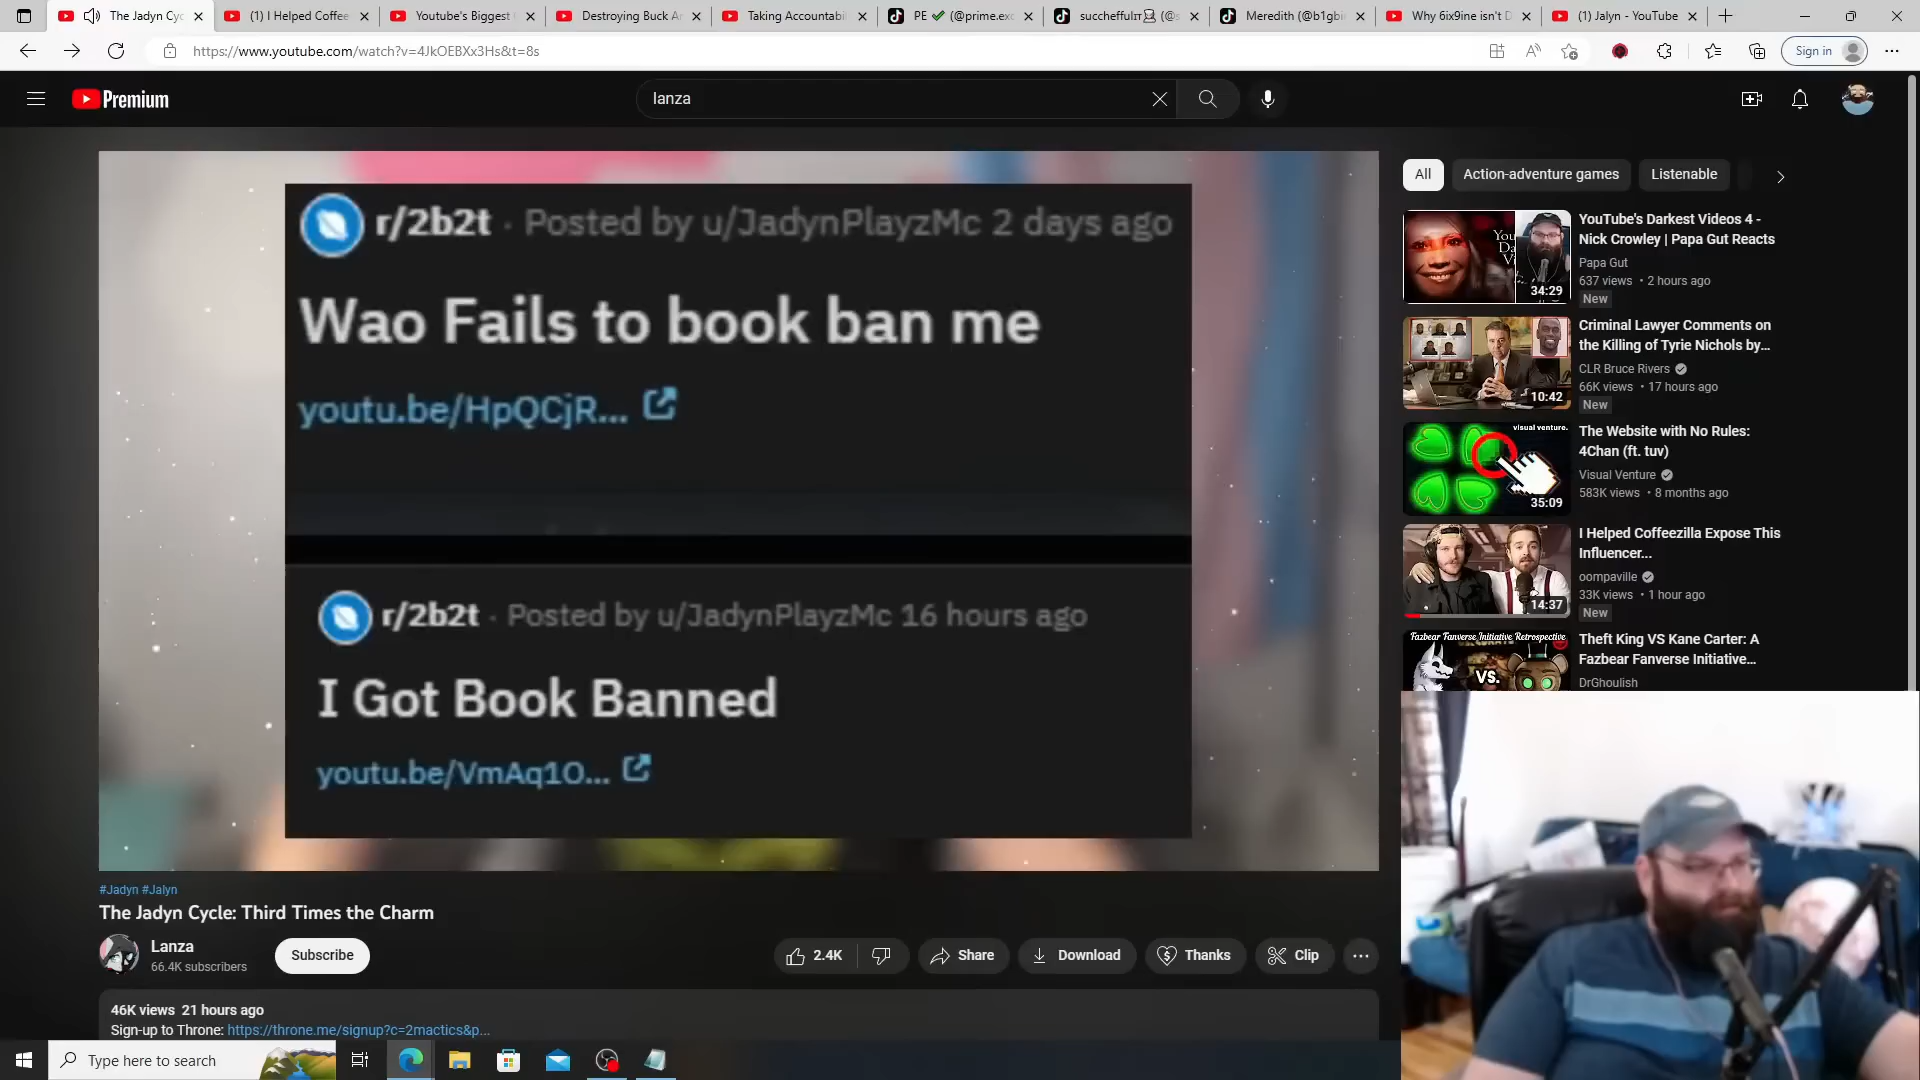 The Jadyn Cyc
(1) I Helped Coffee
Youtube's Biggest
Destroying Buck A
Taking Accountabi
PE ✔ (@prime.exc
succheffulπ (@s
Meredith (@b1gbi
Why 6ix9ine isn't D
(1) Jalyn - YouTube
https://www.youtube.com/watch?v=4JkOEBXx3Hs&t=8s
Sign in
Premium
lanza
r/2b2t · Posted by u/JadynPlayzMc 2 days ago
Wao Fails to book ban me
youtu.be/HpQCjR...
r/2b2t · Posted by u/JadynPlayzMc 16 hours ago
I Got Book Banned
youtu.be/VmAq1O...
All
Action-adventure games
Listenable
34:29
YouTube's Darkest Videos 4 -
Nick Crowley | Papa Gut Reacts
Papa Gut
637 views • 2 hours ago
New
10:42
Criminal Lawyer Comments on
the Killing of Tyrie Nichols by...
CLR Bruce Rivers
66K views • 17 hours ago
New
visual venture.
35:09
The Website with No Rules:
4Chan (ft. tuv)
Visual Venture
583K views • 8 months ago
14:37
I Helped Coffeezilla Expose This
Influencer...
oompaville
33K views • 1 hour ago
New
Fazbear Fanverse Initiative Retrospective
VS.
Theft King VS Kane Carter: A
Fazbear Fanverse Initiative...
DrGhoulish
#Jadyn #Jalyn
The Jadyn Cycle: Third Times the Charm
Lanza
66.4K subscribers
Subscribe
2.4K
Share
Download
Thanks
Clip
46K views 21 hours ago
Sign-up to Throne: https://throne.me/signup?c=2mactics&p...
Type here to search